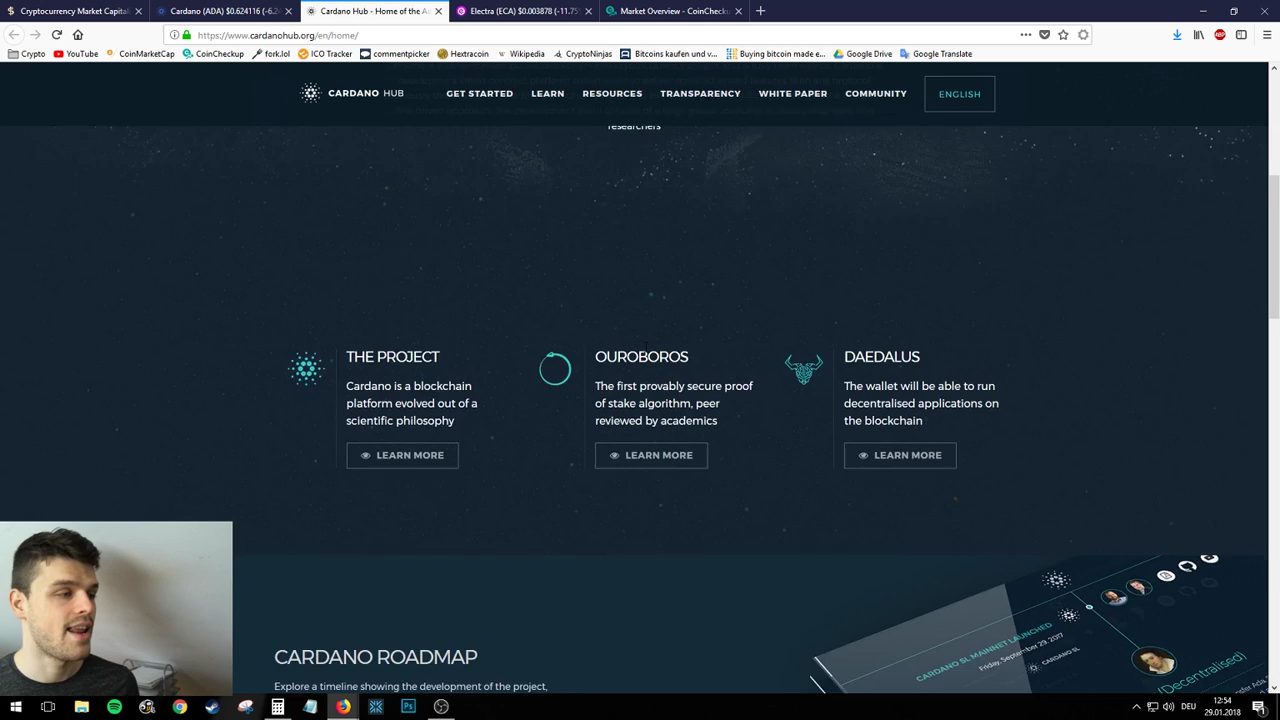 Cryptocurrency Market Capital
Cardano (ADA) $0.624116 (-6.2
Cardano Hub - Home of the A
Electra (ECA) $0.003878 (-11.75
Market Overview - CoinCheck
https://www.cardanohub.org/en/home/
Crypto
YouTube
CoinMarketCap
CoinCheckup
fork.lol
ICO Tracker
commentpicker
Hextracoin
Wikipedia
CryptoNinjas
Bitcoins kaufen und v...
Buying bitcoin made e...
Google Drive
Google Translate
CARDANO HUB
GET STARTED
LEARN
RESOURCES
TRANSPARENCY
WHITE PAPER
COMMUNITY
ENGLISH
researchers
THE PROJECT
Cardano is a blockchain
platform evolved out of a
scientific philosophy
LEARN MORE
OUROBOROS
The first provably secure proof
of stake algorithm, peer
reviewed by academics
LEARN MORE
DAEDALUS
The wallet will be able to run
decentralised applications on
the blockchain
LEARN MORE
CARDANO ROADMAP
Explore a timeline showing the development of the project,
CARDANO SL MAINNET LAUNCHED
Friday, September 29, 2017
CARDANO SL
(Decentralised)
DEU
12:54
29.01.2018